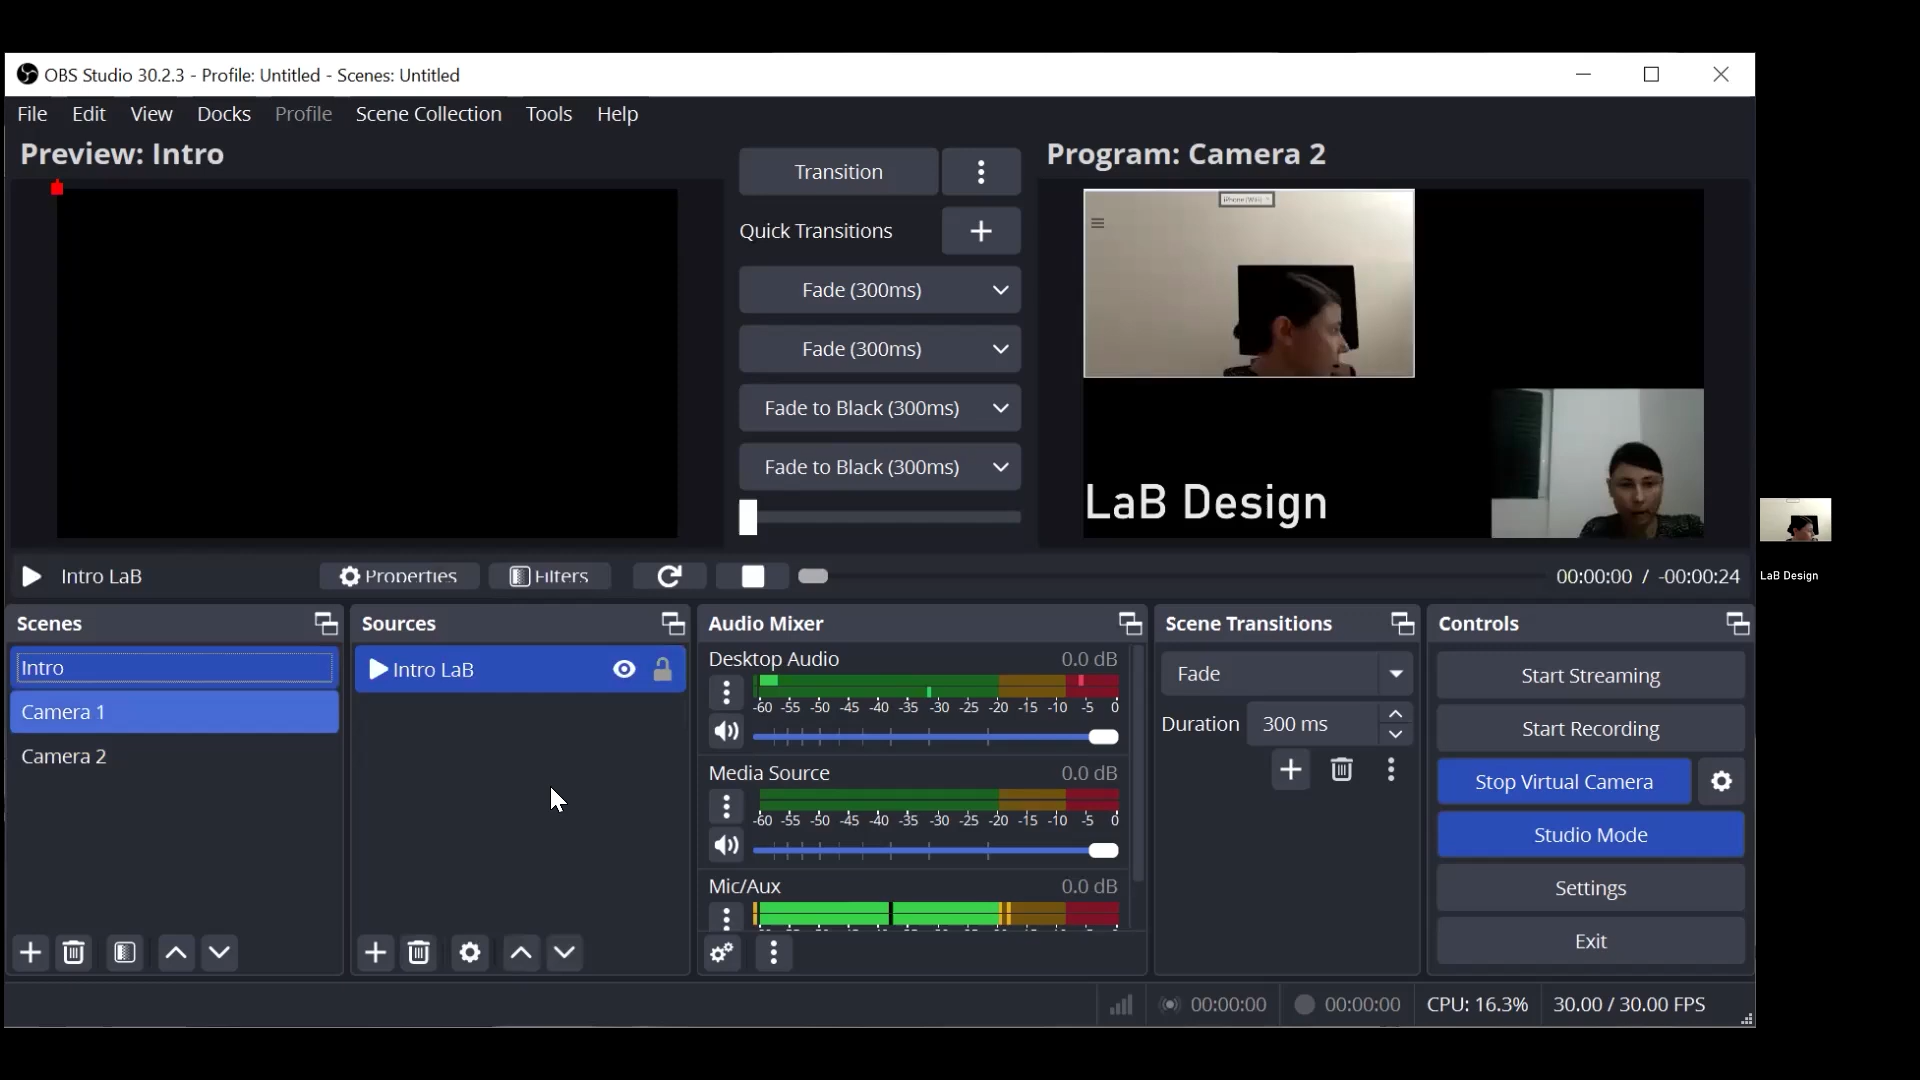 OBS Studio 30.2.3 - Profile: Untitled - Scenes: Untitled
File Edit View Docks Profile Scene Collection Tools Help
Preview: Intro
Transition
Program: Camera 2
Quick Transitions
Fade (300ms)
Fade (300ms)
Fade to Black (300ms)
Fade to Black (300ms)
LaB Design
Intro LaB
Properties
Filters
00:00:00 / -00:00:24
LaB Design
Scenes
Intro
Camera 1
Camera 2
Sources
Intro LaB
Audio Mixer
Desktop Audio 0.0 dB
-60 -55 -50 -45 -40 -35 -30 -25 -20 -15 -10 -5 0
Media Source 0.0 dB
-60 -55 -50 -45 -40 -35 -30 -25 -20 -15 -10 -5 0
Mic/Aux 0.0 dB
Scene Transitions
Fade
Duration 300 ms
Controls
Start Streaming
Start Recording
Stop Virtual Camera
Studio Mode
Settings
Exit
00:00:00
00:00:00
CPU: 16.3%
30.00 / 30.00 FPS